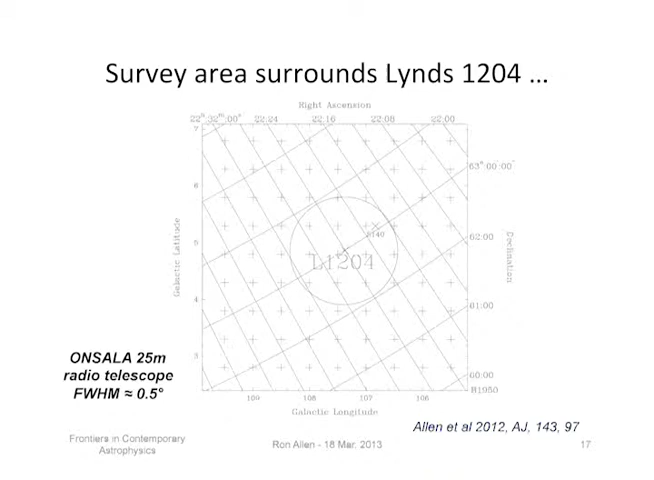 Survey area surrounds Lynds 1204 ...
Right Ascension
22ʰ32ᵐ00ˢ 22:24 22:16 22:08 22:00
7
6
5
4
3
Galactic Latitude
S140
L1204
63° 00:00"
62:00
61:00
60:00
B1950
Declination
109 108 107 106
Galactic Longitude
ONSALA 25m
radio telescope
FWHM ≈ 0.5°
Allen et al 2012, AJ, 143, 97
Frontiers in Contemporary
Astrophysics
Ron Allen - 18 Mar. 2013
17